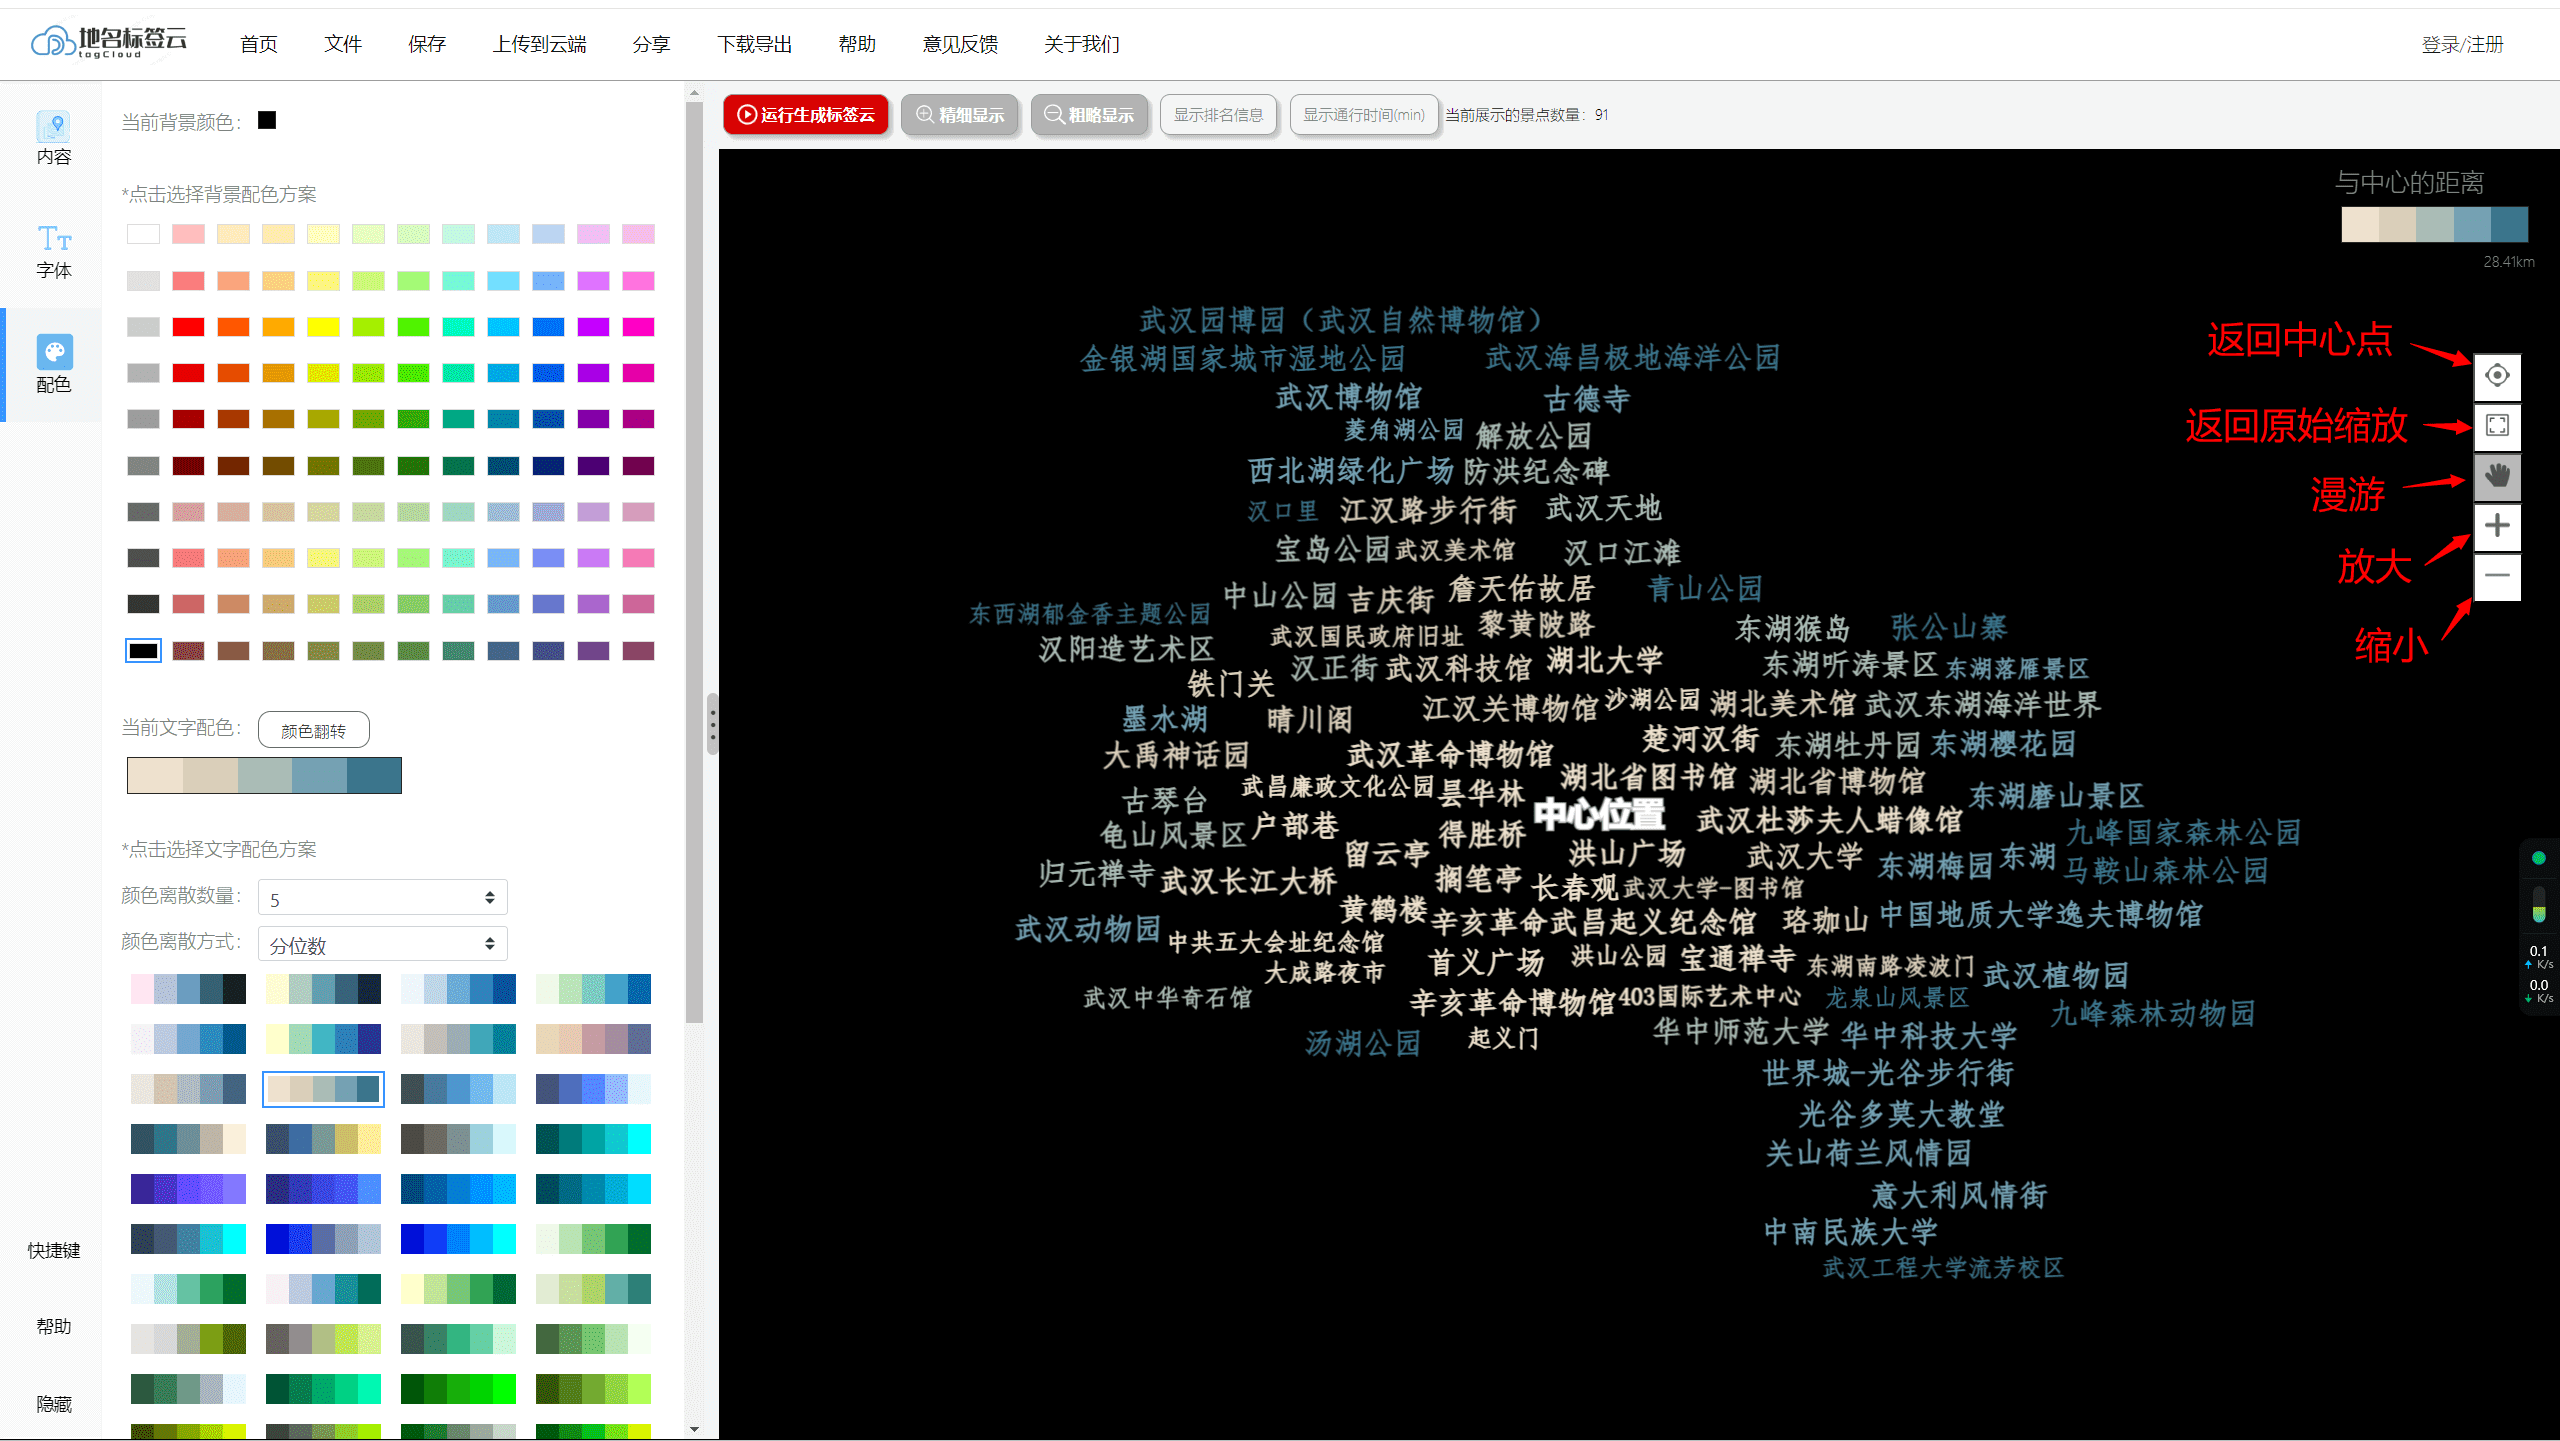 地名标签云
tagCloud
首页 文件 保存 上传到云端 分享 下载导出 帮助 意见反馈 关于我们 登录/注册
内容
字体
配色
快捷键
帮助
隐藏
当前背景颜色：
*点击选择背景配色方案
当前文字配色： 颜色翻转
*点击选择文字配色方案
颜色离散数量： 5
颜色离散方式： 分位数
运行生成标签云 精细显示 粗略显示 显示排名信息 显示通行时间(min) 当前展示的景点数量：91
与中心的距离
28.41km
返回中心点
返回原始缩放
漫游
放大
缩小
武汉园博园（武汉自然博物馆）
金银湖国家城市湿地公园 武汉海昌极地海洋公园
武汉博物馆 古德寺
菱角湖公园 解放公园
西北湖绿化广场 防洪纪念碑
汉口里 江汉路步行街 武汉天地
宝岛公园 武汉美术馆 汉口江滩
中山公园 吉庆街 詹天佑故居 青山公园
东西湖郁金香主题公园 武汉国民政府旧址 黎黄陂路 东湖猴岛 张公山寨
汉阳造艺术区 汉正街 武汉科技馆 湖北大学 东湖听涛景区 东湖落雁景区
铁门关 江汉关博物馆 沙湖公园 湖北美术馆 武汉东湖海洋世界
墨水湖 晴川阁 楚河汉街 东湖牡丹园 东湖樱花园
大禹神话园 武汉革命博物馆 湖北省图书馆 湖北省博物馆
古琴台 武昌廉政文化公园 昙华林 中心位置 东湖磨山景区
龟山风景区 户部巷 得胜桥 武汉杜莎夫人蜡像馆 九峰国家森林公园
留云亭 洪山广场 武汉大学 东湖梅园 东湖 马鞍山森林公园
归元禅寺 武汉长江大桥 搁笔亭 长春观 武汉大学-图书馆
武汉动物园 黄鹤楼 辛亥革命武昌起义纪念馆 珞珈山 中国地质大学逸夫博物馆
中共五大会址纪念馆 首义广场 洪山公园 宝通禅寺 东湖南路凌波门 武汉植物园
大成路夜市
武汉中华奇石馆 辛亥革命博物馆 403国际艺术中心 龙泉山风景区 九峰森林动物园
汤湖公园 起义门 华中师范大学 华中科技大学
世界城-光谷步行街
光谷多莫大教堂
关山荷兰风情园
意大利风情街
中南民族大学
武汉工程大学流芳校区
0.1
K/s
0.0
K/s